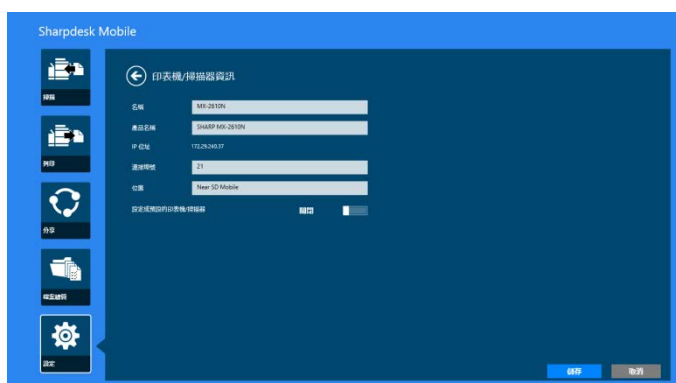 Sharpdesk Mobile
掃描
列印
分享
檔案總管
設定
印表機/掃描器資訊
名稱 MX-2610N
產品名稱 SHARP MX-2610N
IP 位址 172.29.240.37
連接埠號 21
位置 Near SD Mobile
設定成預設的印表機/掃描器 關閉
儲存 取消